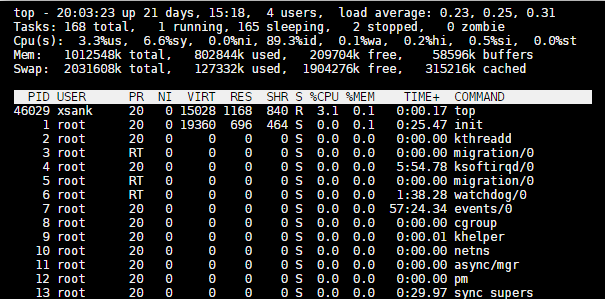 top - 20:03:23 up 21 days, 15:18,  4 users,  load average: 0.23, 0.25, 0.31
Tasks: 168 total,   1 running, 165 sleeping,   2 stopped,   0 zombie
Cpu(s):  3.3%us,  6.6%sy,  0.0%ni, 89.3%id,  0.1%wa,  0.2%hi,  0.5%si,  0.0%st
Mem:   1012548k total,   802844k used,   209704k free,    58596k buffers
Swap:  2031608k total,   127332k used,  1904276k free,   315216k cached
PID USER      PR  NI  VIRT  RES  SHR S %CPU %MEM    TIME+  COMMAND
46029 xsank     20   0 15028 1168  840 R  3.1  0.1   0:00.17 top
1 root      20   0 19360  696  464 S  0.0  0.1   0:25.47 init
2 root      20   0     0    0    0 S  0.0  0.0   0:00.00 kthreadd
3 root      RT   0     0    0    0 S  0.0  0.0   0:00.00 migration/0
4 root      20   0     0    0    0 S  0.0  0.0   5:54.78 ksoftirqd/0
5 root      RT   0     0    0    0 S  0.0  0.0   0:00.00 migration/0
6 root      RT   0     0    0    0 S  0.0  0.0   1:38.28 watchdog/0
7 root      20   0     0    0    0 S  0.0  0.0  57:24.34 events/0
8 root      20   0     0    0    0 S  0.0  0.0   0:00.00 cgroup
9 root      20   0     0    0    0 S  0.0  0.0   0:00.01 khelper
10 root      20   0     0    0    0 S  0.0  0.0   0:00.00 netns
11 root      20   0     0    0    0 S  0.0  0.0   0:00.00 async/mgr
12 root      20   0     0    0    0 S  0.0  0.0   0:00.00 pm
13 root      20   0     0    0    0 S  0.0  0.0   0:29.97 sync_supers